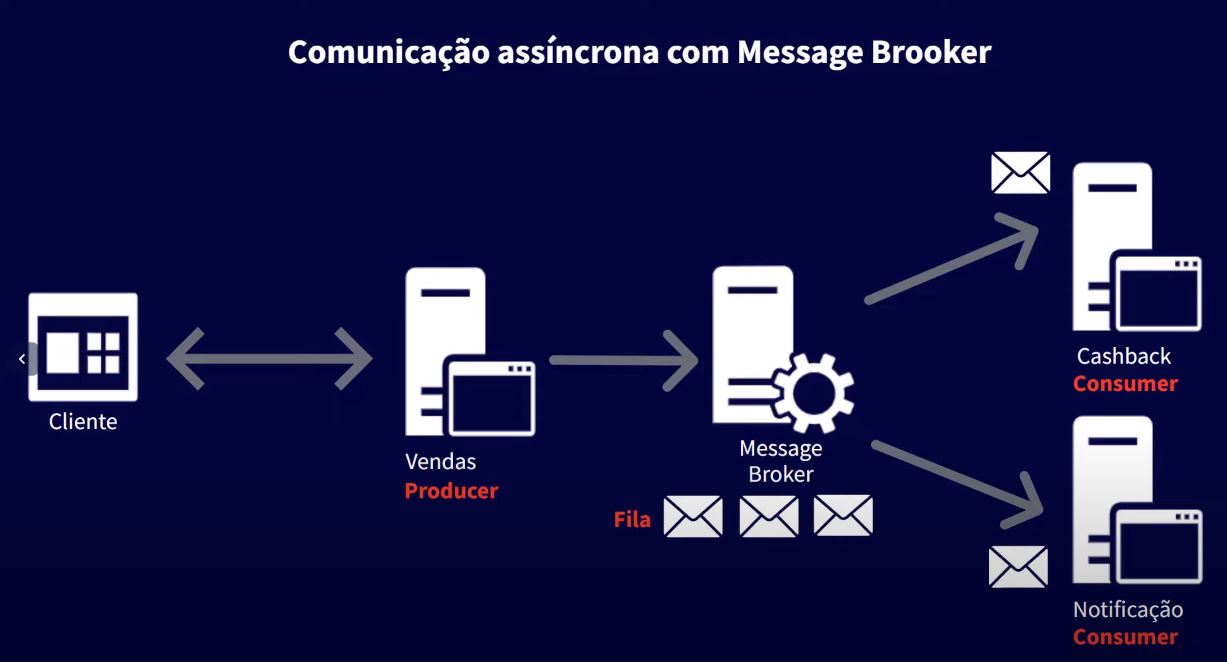 Comunicação assíncrona com Message Brooker
Cliente
Vendas
Producer
Message
Broker
Fila
Cashback
Consumer
Notificação
Consumer